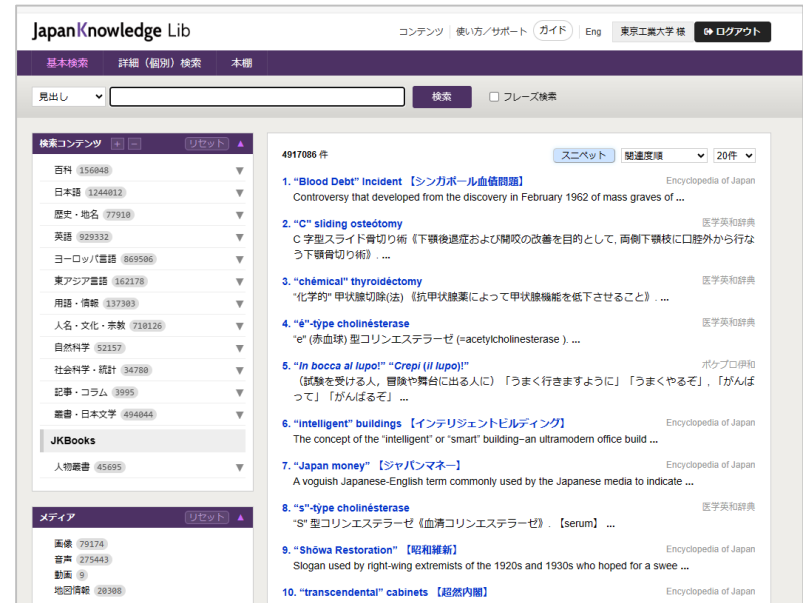 JapanKnowledge Lib
コンテンツ 使い方／サポート ガイド Eng 東京工業大学 様 ログアウト
基本検索 詳細（個別）検索 本棚
見出し 検索 フレーズ検索
検索コンテンツ + − リセット ▲
百科 156048 ▼
日本語 1244012 ▼
歴史・地名 77910 ▼
英語 929332 ▼
ヨーロッパ言語 869506 ▼
東アジア言語 162178 ▼
用語・情報 137303 ▼
人名・文化・宗教 710126 ▼
自然科学 52157 ▼
社会科学・統計 34780 ▼
記事・コラム 3995 ▼
叢書・日本文学 494044 ▼
JKBooks
人物叢書 45695 ▼
メディア リセット ▲
画像 79174
音声 275443
動画 9
地図情報 20308
4917086 件 スニペット 関連度順 20件
1. “Blood Debt” Incident 【シンガポール血債問題】 Encyclopedia of Japan
Controversy that developed from the discovery in February 1962 of mass graves of ...
2. “C” sliding osteótomy 医学英和辞典
C 字型スライド骨切り術《下顎後退症および開咬の改善を目的として, 両側下顎枝に口腔外から行な
う下顎骨切り術》. ...
3. “chémical” thyroidéctomy 医学英和辞典
“化学的” 甲状腺切除(法) 《抗甲状腺薬によって甲状腺機能を低下させること》. ...
4. “é”-tỳpe cholinésterase 医学英和辞典
“e” (赤血球) 型コリンエステラーゼ (=acetylcholinesterase ). ...
5. “In bocca al lupo!” “Crepi (il lupo)!” ポケプロ伊和
（試験を受ける人，冒険や舞台に出る人に）「うまく行きますように」「うまくやるぞ」,「がんば
って」「がんばるぞ」 ...
6. “intelligent” buildings 【インテリジェントビルディング】 Encyclopedia of Japan
The concept of the “intelligent” or “smart” building–an ultramodern office build ...
7. “Japan money” 【ジャパンマネー】 Encyclopedia of Japan
A voguish Japanese-English term commonly used by the Japanese media to indicate ...
8. “s”-tỳpe cholinésterase 医学英和辞典
“S” 型コリンエステラーゼ《血清コリンエステラーゼ》. 【serum】 ...
9. “Shōwa Restoration” 【昭和維新】 Encyclopedia of Japan
Slogan used by right-wing extremists of the 1920s and 1930s who hoped for a swee ...
10. “transcendental” cabinets 【超然内閣】 Encyclopedia of Japan